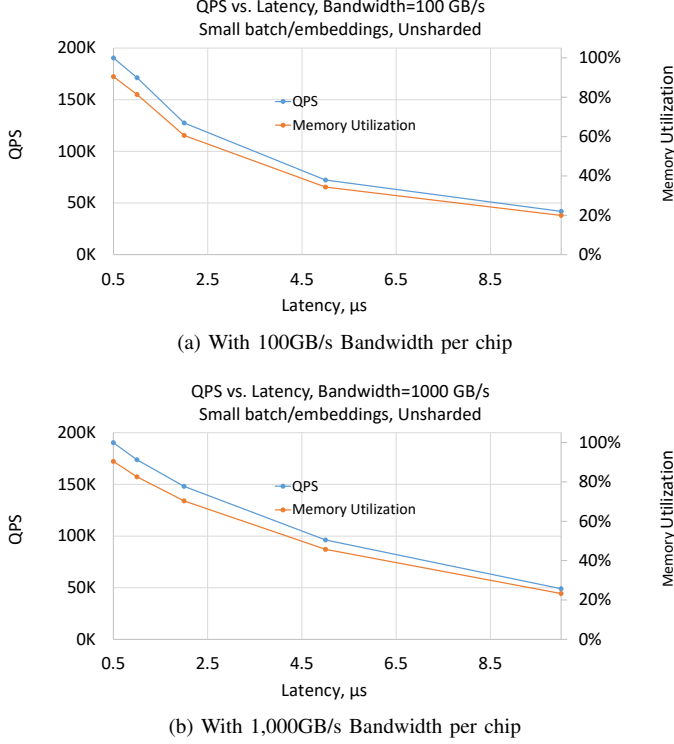 QPS vs. Latency, Bandwidth=100 GB/s
Small batch/embeddings, Unsharded
200K
150K
100K
50K
0K
QPS
100%
80%
60%
40%
20%
0%
Memory Utilization
QPS
Memory Utilization
0.5 2.5 4.5 6.5 8.5
Latency, µs
(a) With 100GB/s Bandwidth per chip
QPS vs. Latency, Bandwidth=1000 GB/s
Small batch/embeddings, Unsharded
200K
150K
100K
50K
0K
QPS
100%
80%
60%
40%
20%
0%
Memory Utilization
QPS
Memory Utilization
0.5 2.5 4.5 6.5 8.5
Latency, µs
(b) With 1,000GB/s Bandwidth per chip